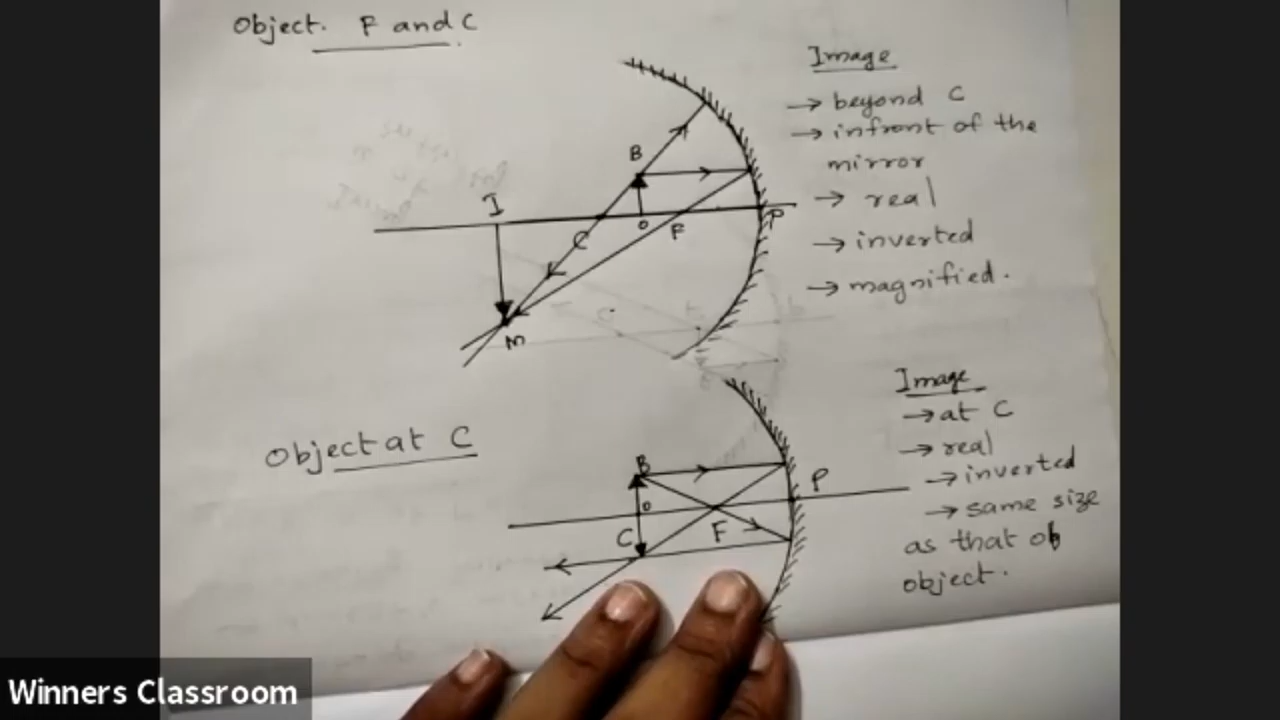 Object. F and C
Image
→ beyond C
→ infront of the
mirror
→ real
→ inverted
→ magnified.
B
I
C
O
F
P
M
Image
→ at C
→ real
→ inverted
→ same size
as that of
object.
Object at C
B
O
P
C
F
Winners Classroom